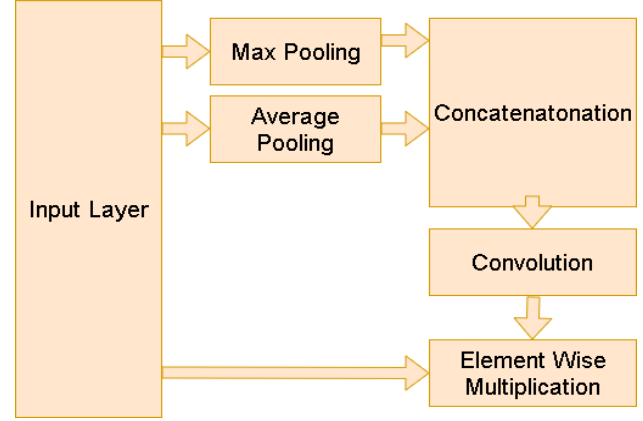 Max Pooling
Average
Pooling
Concatenatonation
Input Layer
Convolution
Element Wise
Multiplication